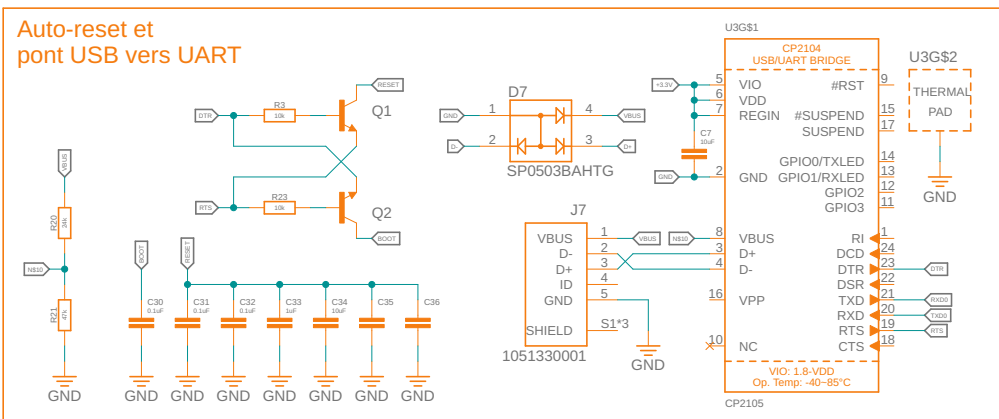 Auto-reset et
pont USB vers UART
RESET
DTR
R3
10k
Q1
RTS
R23
10k
Q2
BOOT
VBUS
R20
24k
N$10
R21
47k
BOOT
RESET
C30
0.1uF
C31
0.1uF
C32
0.1uF
C33
1uF
C34
10uF
C35
C36
GND
GND
GND
GND
GND
GND
GND
GND
D7
GND
1
4
VBUS
D-
2
3
D+
SP0503BAHTG
J7
VBUS
1
VBUS
D-
2
D+
3
ID
4
GND
5
SHIELD
S1*3
1051330001
GND
U3G$1
CP2104
USB/UART BRIDGE
+3.3V
5
VIO
6
VDD
7
REGIN
C7
10uF
GND
2
GND
N$10
8
VBUS
3
D+
4
D-
16
VPP
10
NC
#RST
9
#SUSPEND
15
SUSPEND
17
GPIO0/TXLED
14
GPIO1/RXLED
13
GPIO2
12
GPIO3
11
RI
1
DCD
24
DTR
23
DTR
DSR
22
TXD
21
RXD0
RXD
20
TXD0
RTS
19
RTS
CTS
18
VIO: 1.8-VDD
Op. Temp: -40~85°C
CP2105
U3G$2
THERMAL
PAD
GND